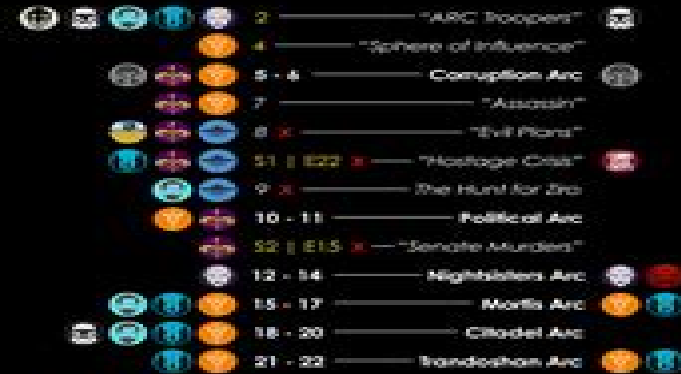 2 "ARC Troopers"
4 "Sphere of Influence"
5 - 6 Corruption Arc
7 "Assassin"
8 x "Evil Plans"
S1 | E22 x "Hostage Crisis"
9 x The Hunt for Ziro
10 - 11 Political Arc
S2 | E15 x "Senate Murders"
12 - 14 Nightsisters Arc
15 - 17 Mortis Arc
18 - 20 Citadel Arc
21 - 22 Trandoshan Arc